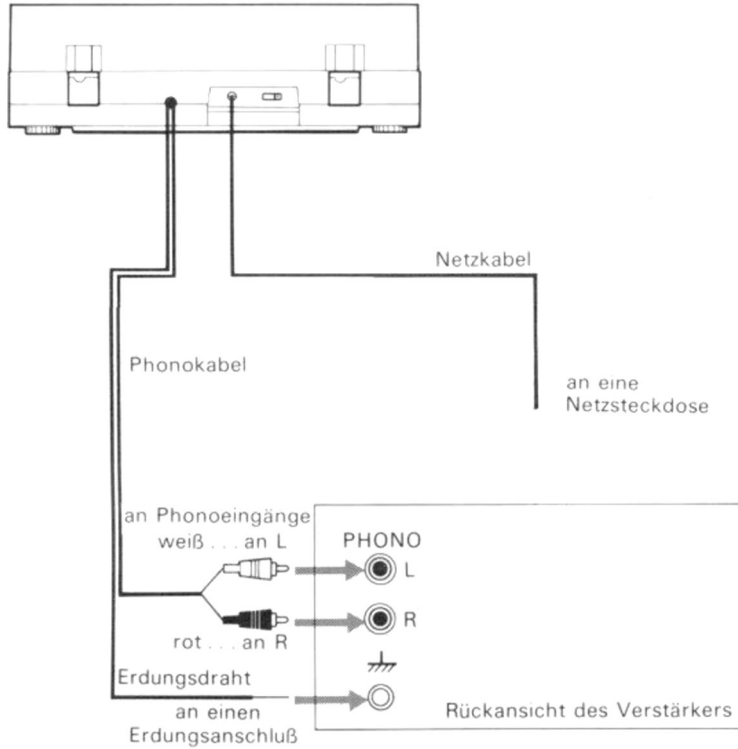 Netzkabel
Phonokabel
an eine
Netzsteckdose
an Phonoeingänge
weiß . . . an L
PHONO
L
R
rot . . . an R
Erdungsdraht
an einen
Erdungsanschluß
Rückansicht des Verstärkers